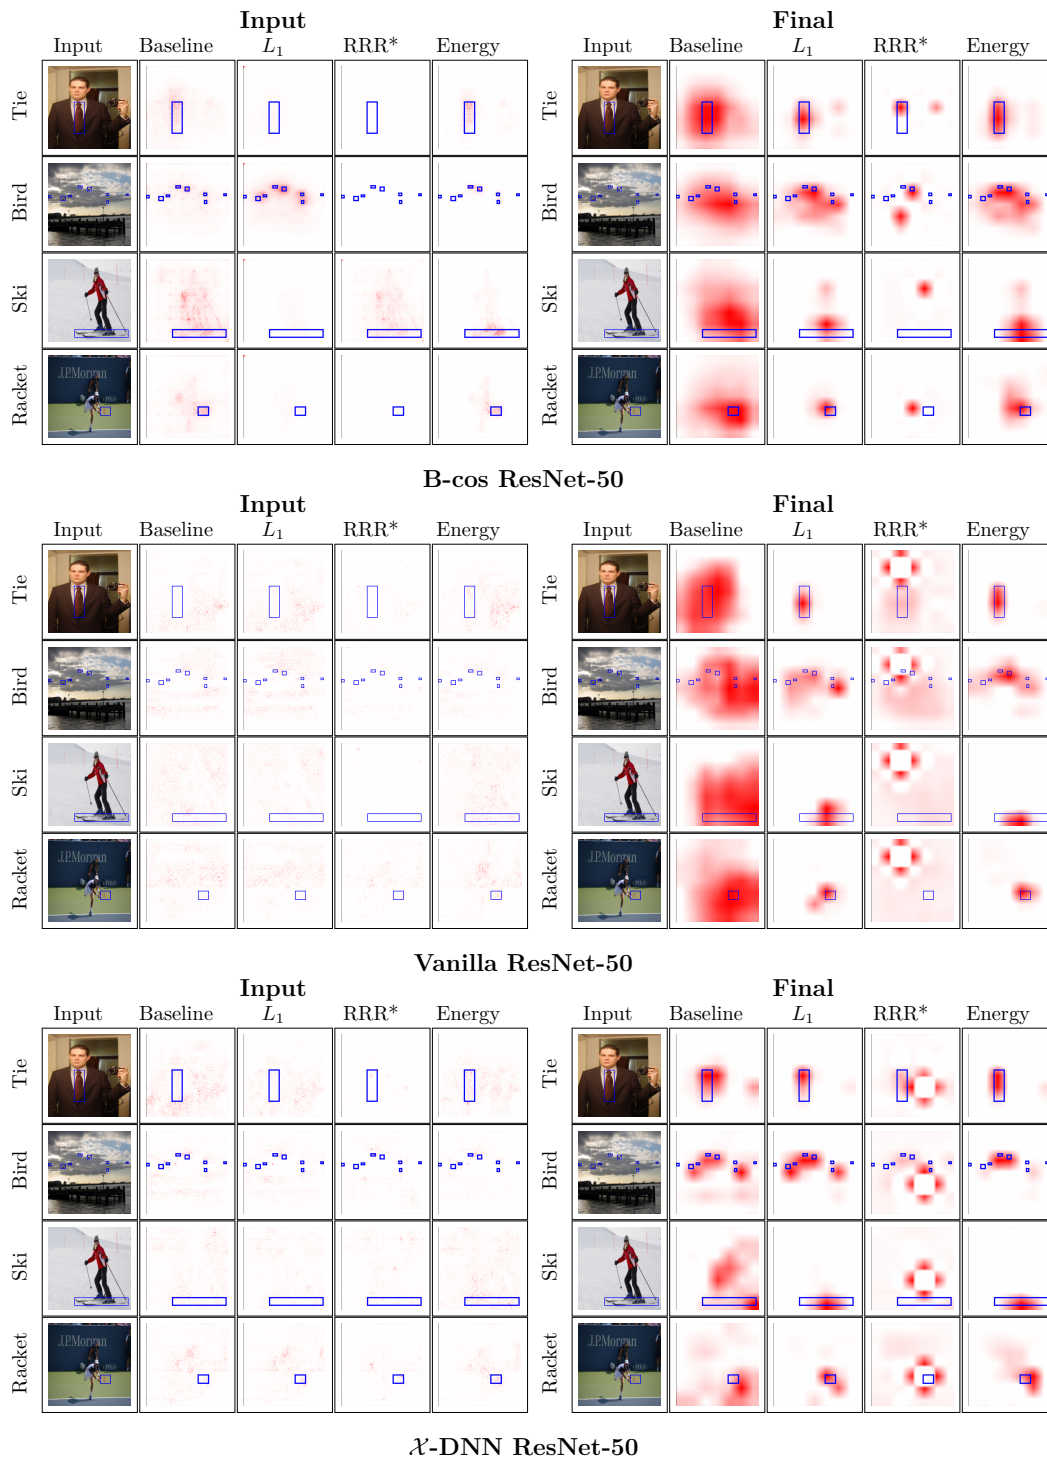 Input Final
Input Baseline L₁ RRR* Energy Input Baseline L₁ RRR* Energy
Tie Tie
Bird Bird
Ski Ski
Racket Racket
J.P.Morgan J.P.Morgan
B-cos ResNet-50
Input Final
Input Baseline L₁ RRR* Energy Input Baseline L₁ RRR* Energy
Tie Tie
Bird Bird
Ski Ski
Racket Racket
J.P.Morgan J.P.Morgan
Vanilla ResNet-50
Input Final
Input Baseline L₁ RRR* Energy Input Baseline L₁ RRR* Energy
Tie Tie
Bird Bird
Ski Ski
Racket Racket
J.P.Morgan J.P.Morgan
𝒳-DNN ResNet-50